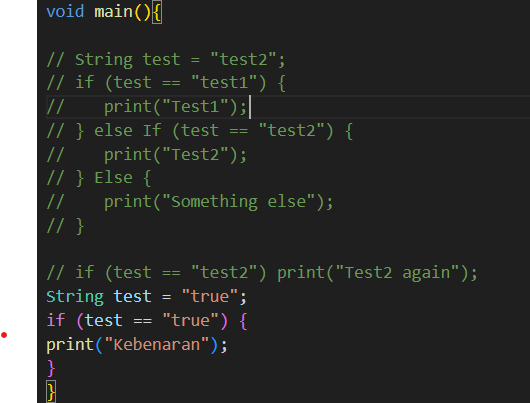 void main(){
// String test = "test2";
// if (test == "test1") {
//    print("Test1");
// } else If (test == "test2") {
//    print("Test2");
// } Else {
//    print("Something else");
// }
// if (test == "test2") print("Test2 again");
String test = "true";
if (test == "true") {
print("Kebenaran");
}
}